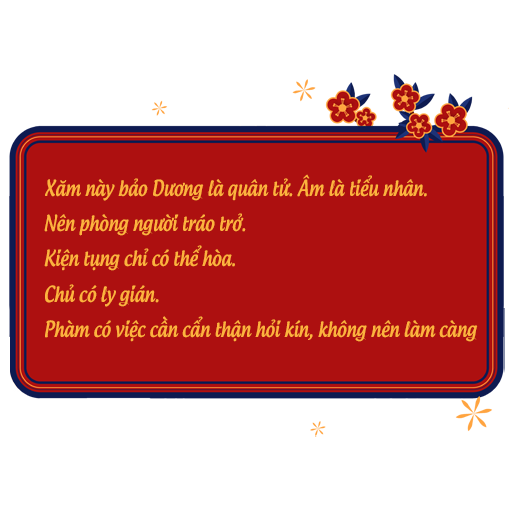 Xăm này bảo Dương là quân tử. Âm là tiểu nhân.
Nên phòng người tráo trở.
Kiện tụng chỉ có thể hòa.
Chủ có ly gián.
Phàm có việc cần cẩn thận hỏi kín, không nên làm càng